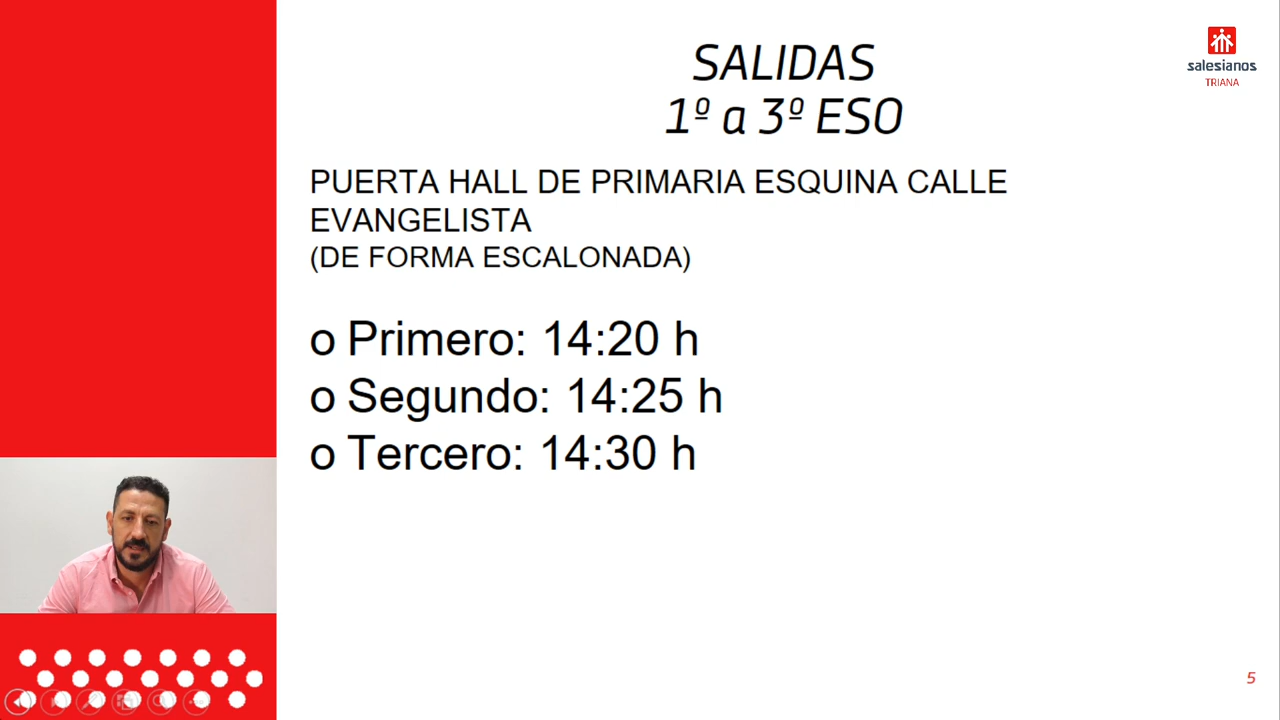 SALIDAS
1º a 3º ESO
salesianos
TRIANA
PUERTA HALL DE PRIMARIA ESQUINA CALLE
EVANGELISTA
(DE FORMA ESCALONADA)
o Primero: 14:20 h
o Segundo: 14:25 h
o Tercero: 14:30 h
5